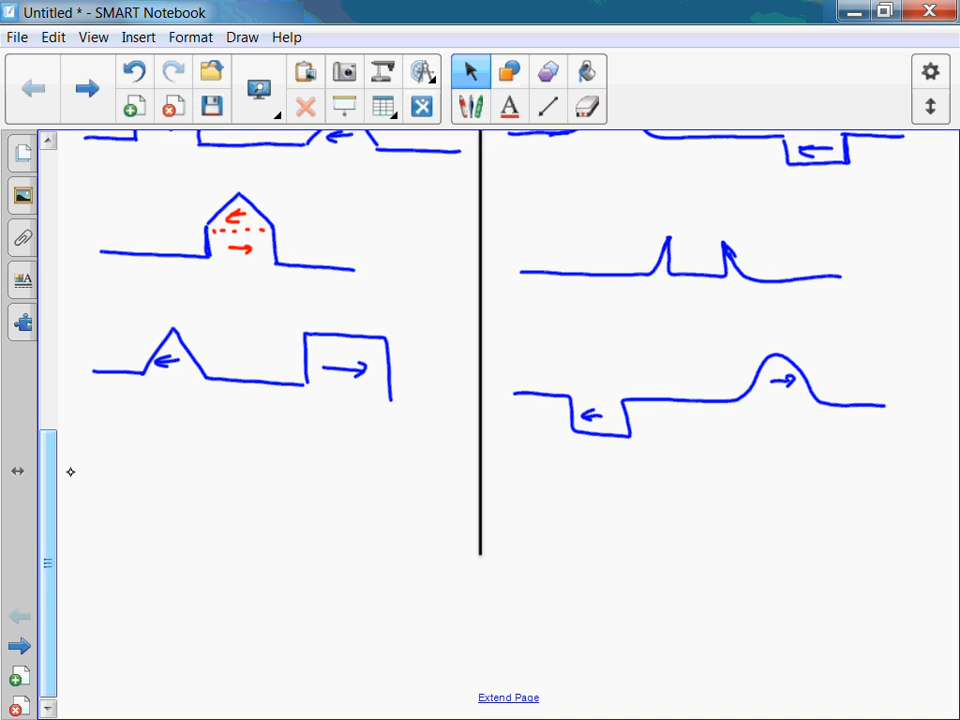 Untitled * - SMART Notebook
File Edit View Insert Format Draw Help
Extend Page